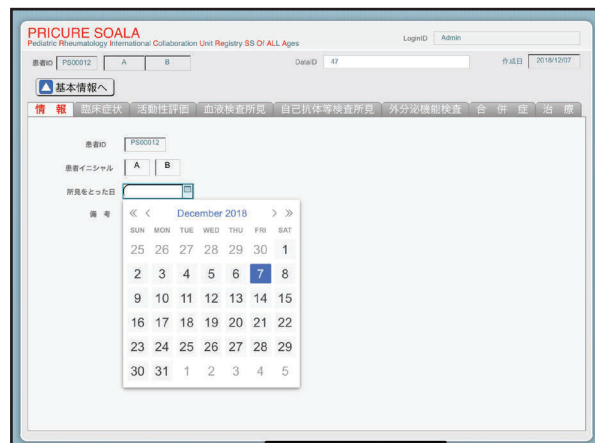 PRICURE SOALA
Pediatric Rheumatology International Collaboration Unit Registry SS Of ALL Ages
LoginID Admin
患者ID PS00012 A B DataID 47 作成日 2018/12/07
基本情報へ
情 報 臨床症状 活動性評価 血液検査所見 自己抗体等検査所見 外分泌機能検査 合 併 症 治 療
患者ID PS00012
患者イニシャル A B
所見をとった日
備 考
« < December 2018 > »
SUN MON TUE WED THU FRI SAT
25 26 27 28 29 30 1
2 3 4 5 6 7 8
9 10 11 12 13 14 15
16 17 18 19 20 21 22
23 24 25 26 27 28 29
30 31 1 2 3 4 5